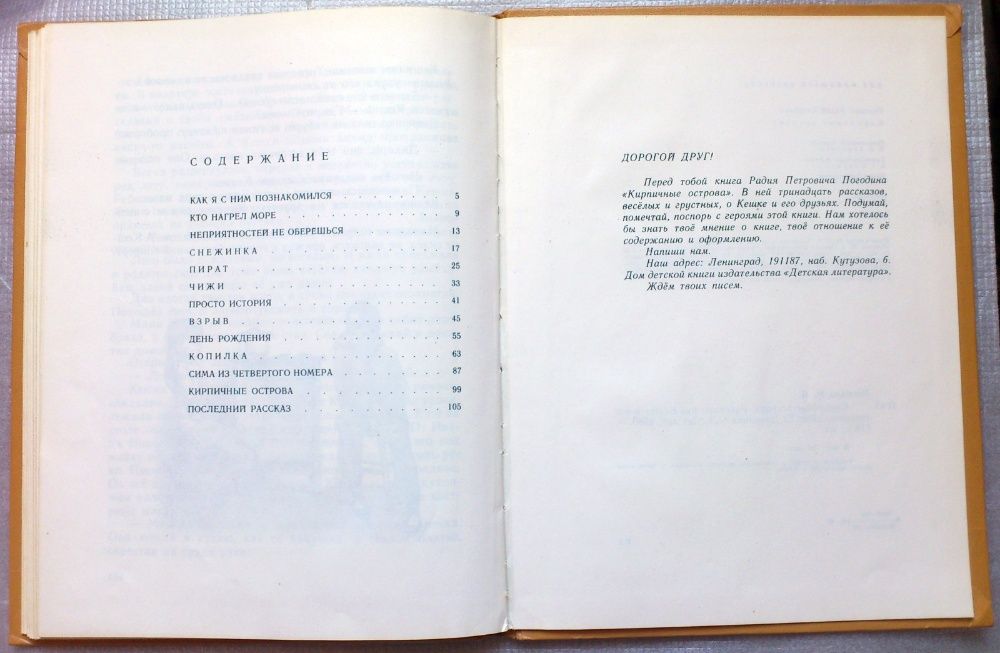 СОДЕРЖАНИЕ
КАК Я С НИМ ПОЗНАКОМИЛСЯ . . . . . . . 5
КТО НАГРЕЛ МОРЕ . . . . . . . . . . . 9
НЕПРИЯТНОСТЕЙ НЕ ОБЕРЕШЬСЯ . . . . . . 13
СНЕЖИНКА . . . . . . . . . . . . 17
ПИРАТ . . . . . . . . . . . . . . 25
ЧИЖИ . . . . . . . . . . . . . . 33
ПРОСТО ИСТОРИЯ . . . . . . . . . . . 41
ВЗРЫВ . . . . . . . . . . . . . . 45
ДЕНЬ РОЖДЕНИЯ . . . . . . . . . . . 55
КОПИЛКА . . . . . . . . . . . . . 63
СИМА ИЗ ЧЕТВЕРТОГО НОМЕРА . . . . . . . 87
КИРПИЧНЫЕ ОСТРОВА . . . . . . . . . . 99
ПОСЛЕДНИЙ РАССКАЗ . . . . . . . . . . 105
ДОРОГОЙ ДРУГ!
Перед тобой книга Радия Петровича Погодина
«Кирпичные острова». В ней тринадцать рассказов,
весёлых и грустных, о Кешке и его друзьях. Подумай,
помечтай, поспорь с героями этой книги. Нам хотелось
бы знать твоё мнение о книге, твоё отношение к её
содержанию и оформлению.
Напиши нам.
Наш адрес: Ленинград, 191187, наб. Кутузова, 6.
Дом детской книги издательства «Детская литература».
Ждём твоих писем.